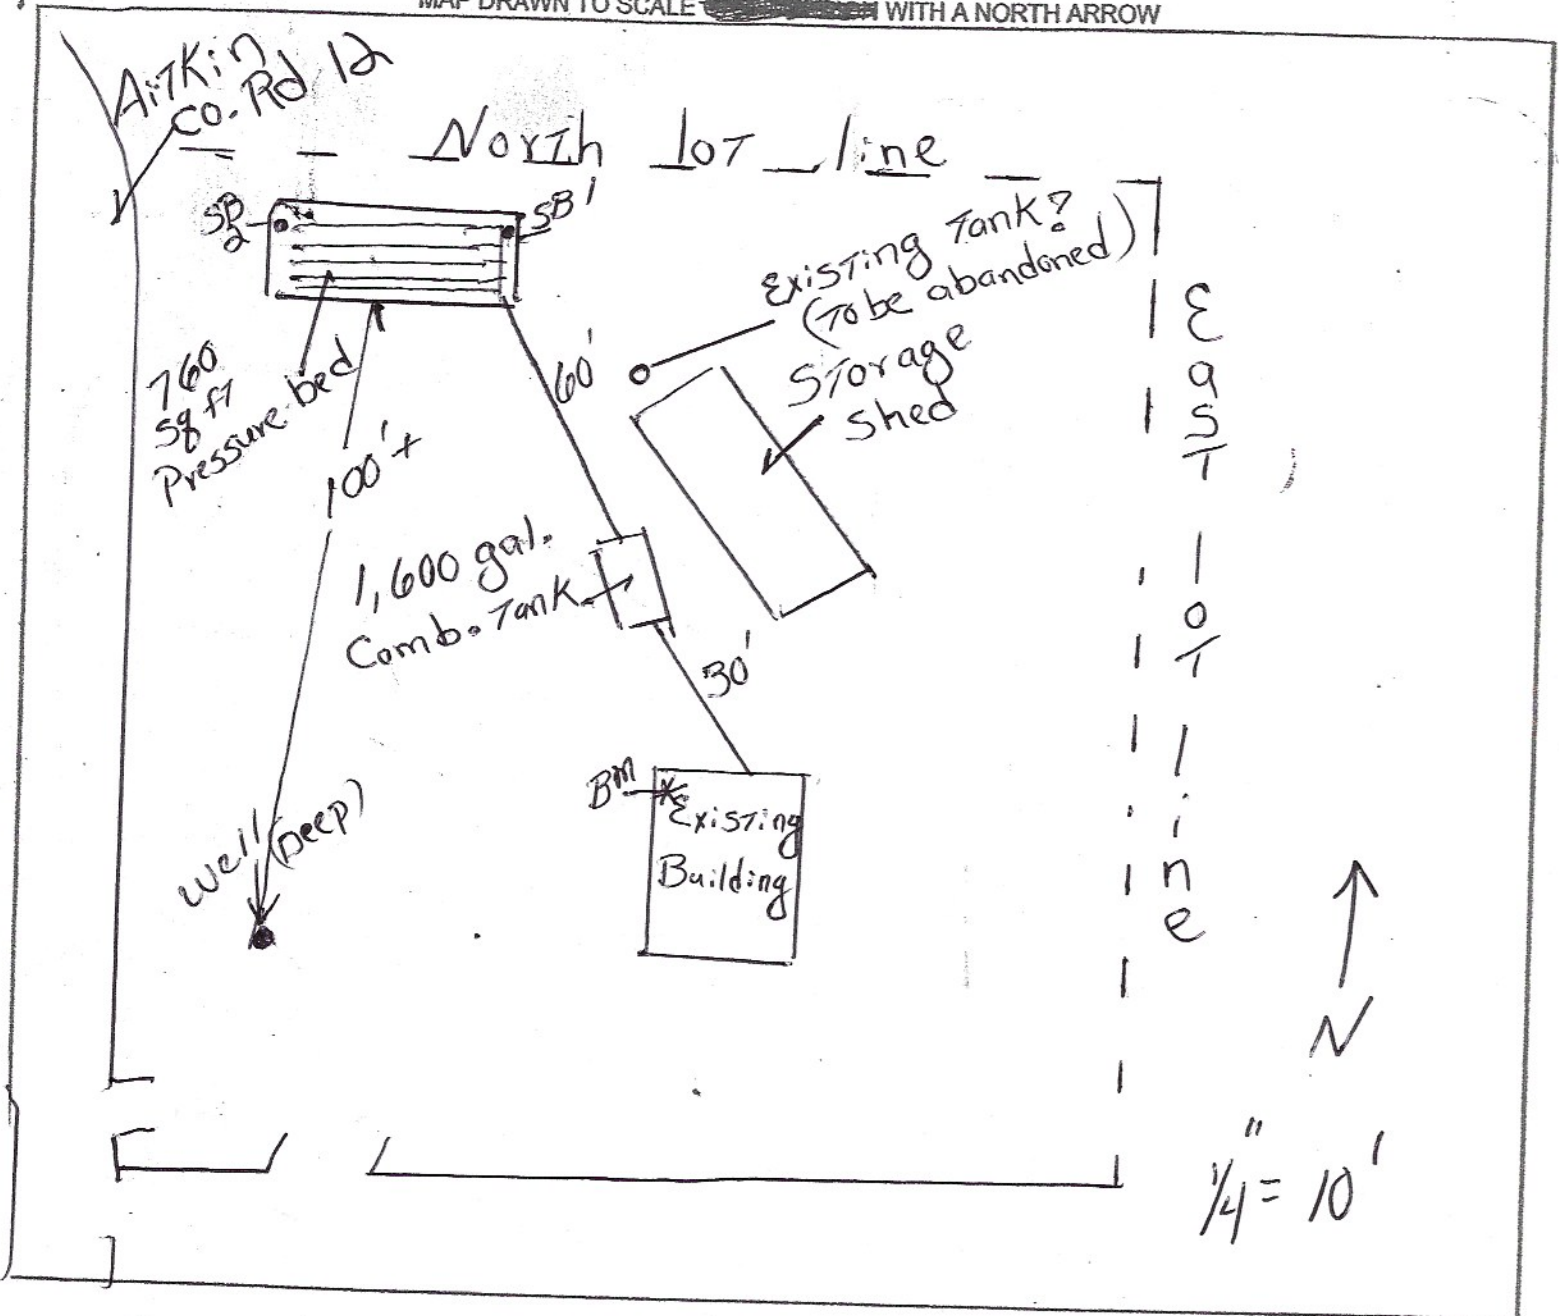 MAP DRAWN TO SCALE WITH A NORTH ARROW
Aitkin
Co. Rd 12
North lot line
SB
2
SB 1
Existing Tank?
(To be abandoned)
Storage
Shed
60'
760
sq ft
Pressure bed
100'+
1,600 gal.
Comb. Tank
30'
East lot line
BM
Existing
Building
Well (Deep)
N
1/4" = 10'